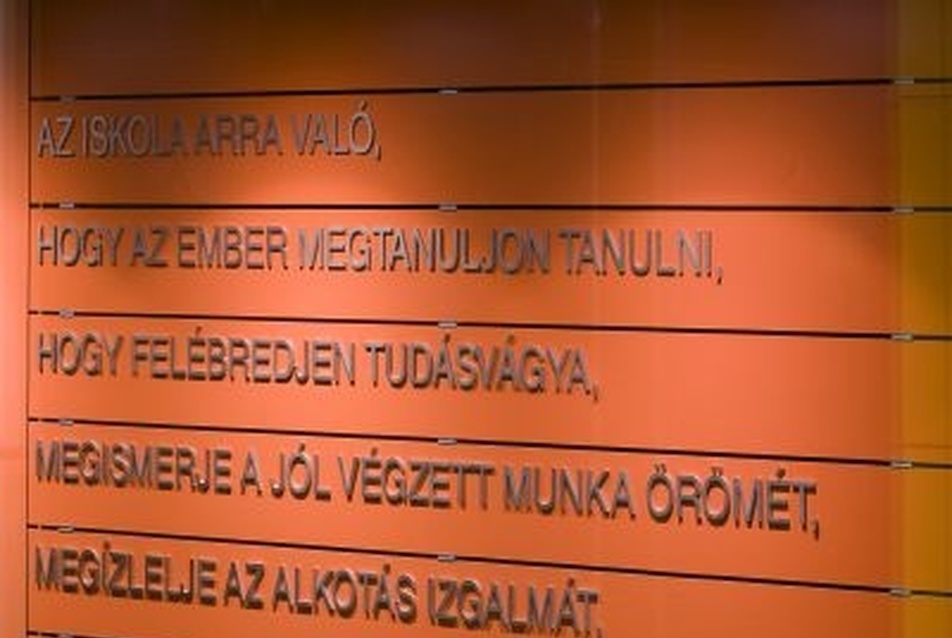 AZ ISKOLA ARRA VALÓ,
HOGY AZ EMBER MEGTANULJON TANULNI,
HOGY FELÉBREDJEN TUDÁSVÁGYA,
MEGISMERJE A JÓL VÉGZETT MUNKA ÖRÖMÉT,
MEGÍZLELJE AZ ALKOTÁS IZGALMÁT,